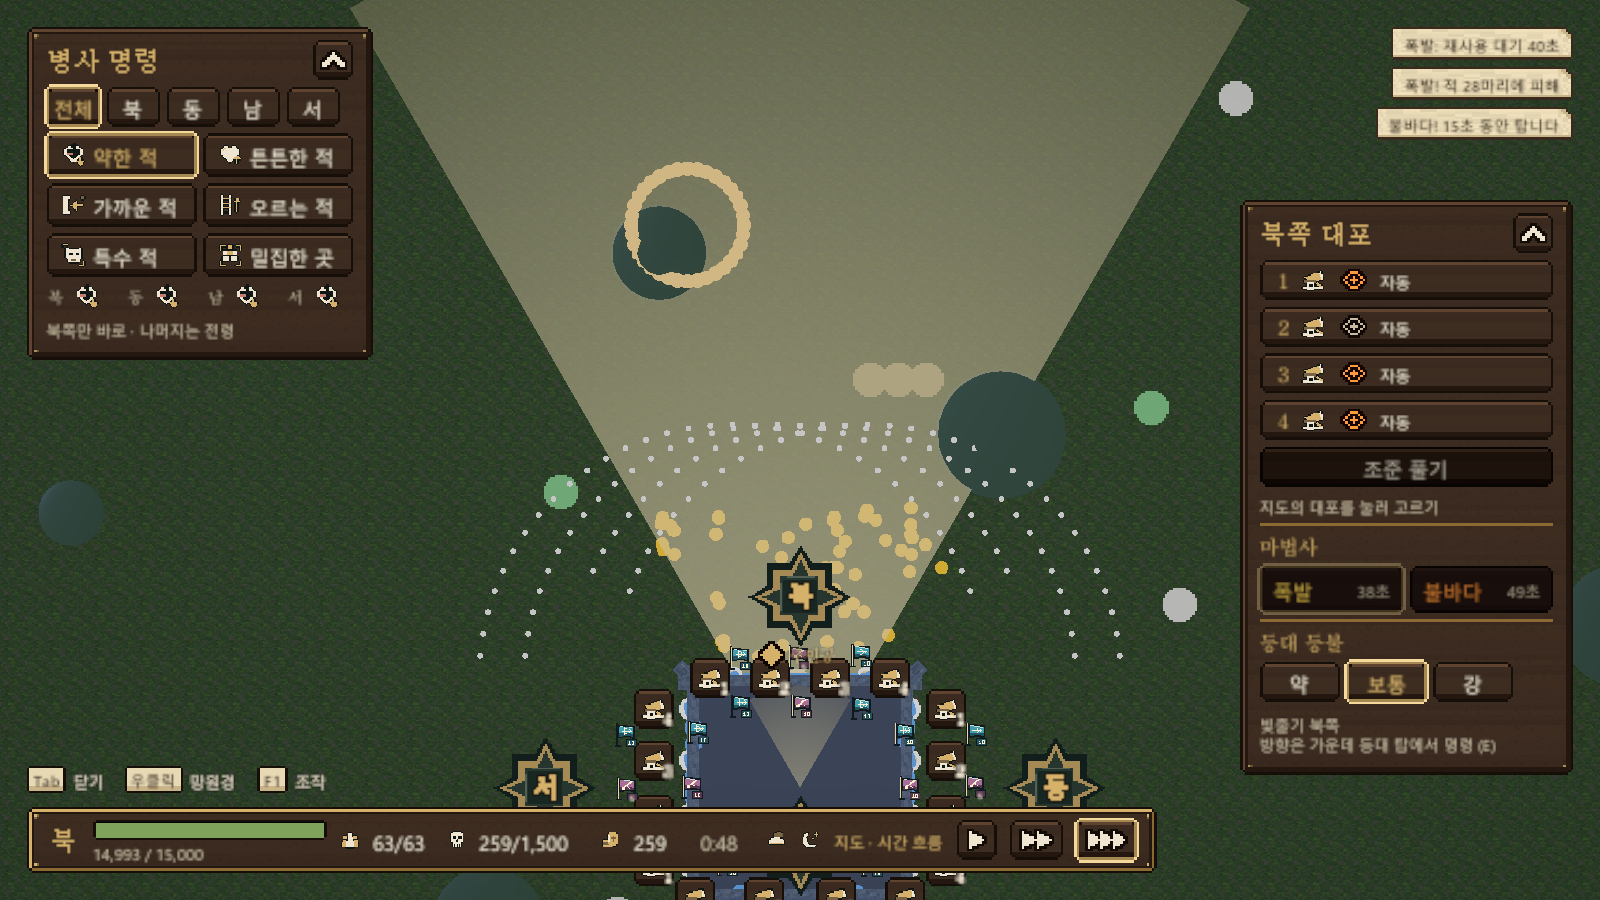 병사 명령
전체 북 동 남 서
약한 적 튼튼한 적
가까운 적 오르는 적
특수 적 밀집한 곳
북 동 남 서
북쪽만 바로 · 나머지는 전령
폭발: 재사용 대기 40초
폭발! 적 28마리에 피해
불바다! 15초 동안 탑니다
북쪽 대포
1 자동
2 자동
3 자동
4 자동
조준 풀기
지도의 대포를 눌러 고르기
마법사
폭발 38초 불바다 49초
등대 등불
약 보통 강
빛줄기 북쪽
방향은 가운데 등대 탑에서 명령 (E)
북
서
동
Tab 닫기 우클릭 망원경 F1 조작
북 14,993 / 15,000 63/63 259/1,500 259 0:48 지도 · 시간 흐름